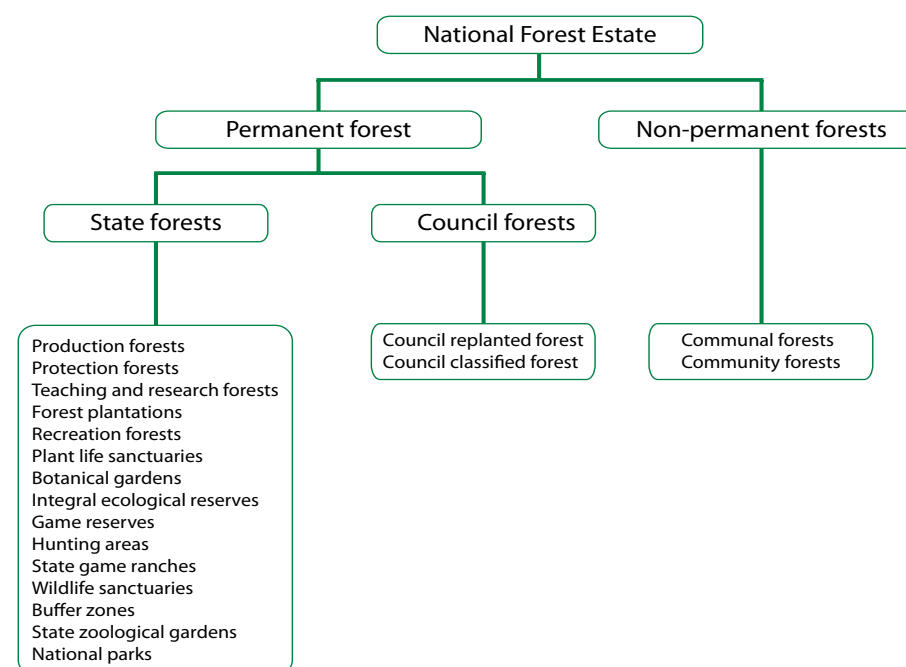 National Forest Estate
Permanent forest
Non-permanent forests
State forests
Council forests
Production forests
Protection forests
Teaching and research forests
Forest plantations
Recreation forests
Plant life sanctuaries
Botanical gardens
Integral ecological reserves
Game reserves
Hunting areas
State game ranches
Wildlife sanctuaries
Buffer zones
State zoological gardens
National parks
Council replanted forest
Council classified forest
Communal forests
Community forests